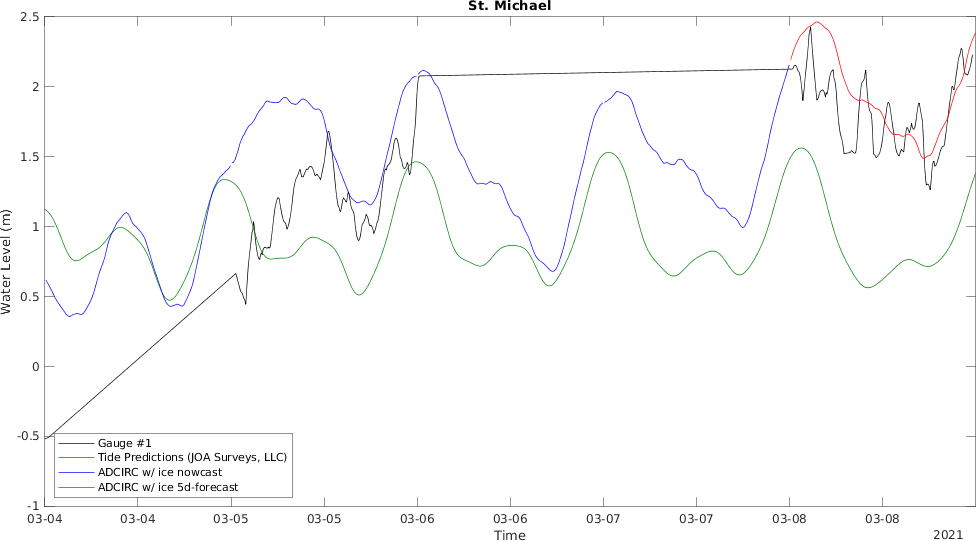 St. Michael
2.5
2
1.5
1
0.5
0
-0.5
-1
Water Level (m)
Gauge #1
Tide Predictions (JOA Surveys, LLC)
ADCIRC w/ ice nowcast
ADCIRC w/ ice 5d-forecast
03-04 03-04 03-05 03-05 03-06 03-06 03-07 03-07 03-08 03-08
Time
2021